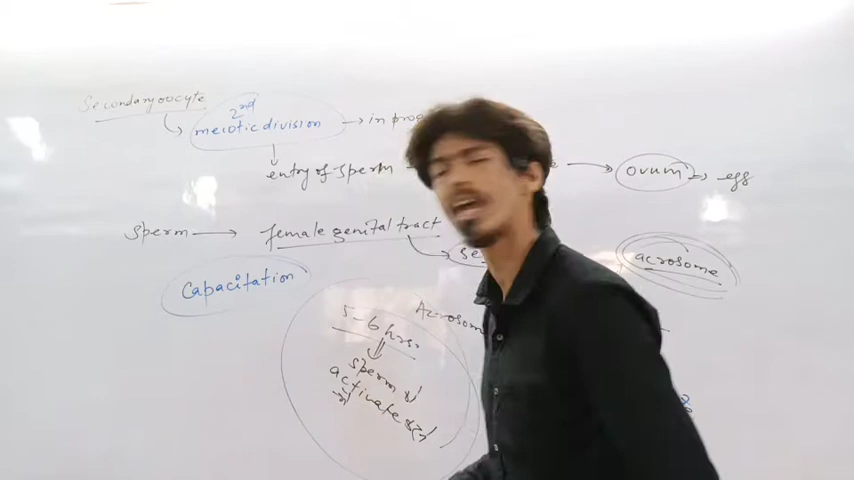 Secondary oocyte
2nd
meiotic division → in prog
entry of sperm → ovum → egg
sperm → female genital tract
se
acrosome
Capacitation
Acrosom
5-6 hrs.
sperm
activate